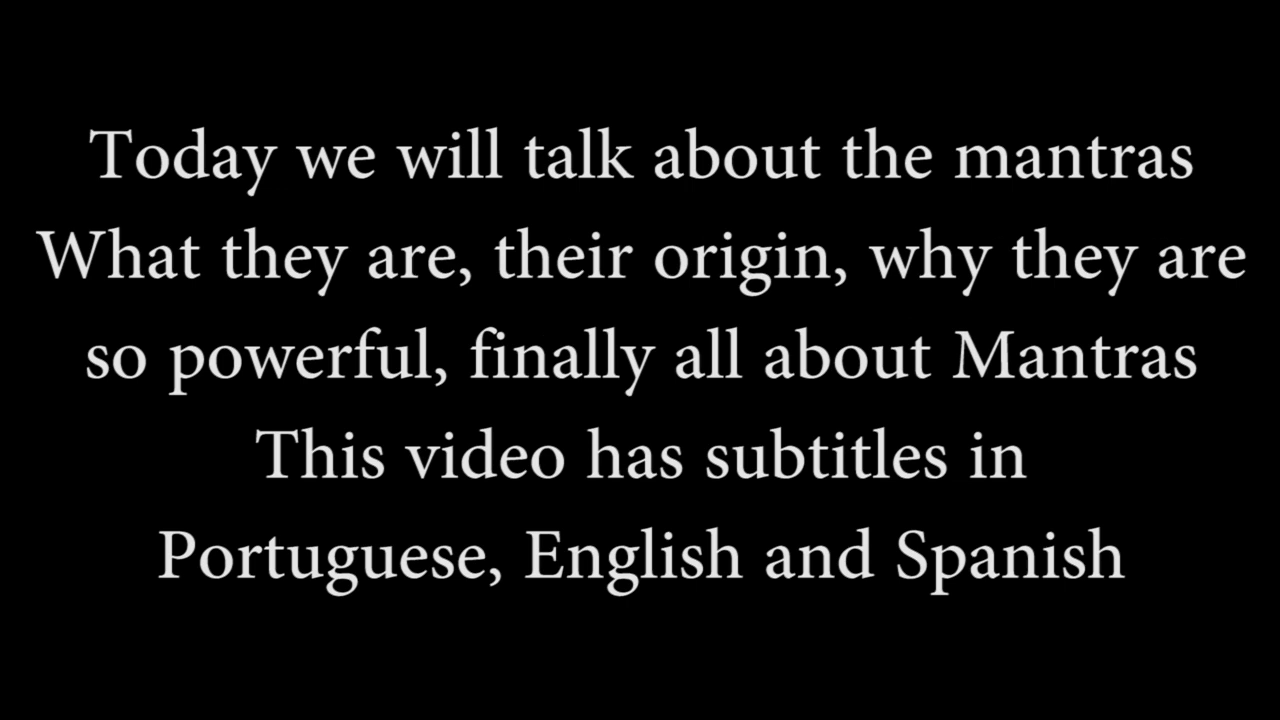 Today we will talk about the mantras
What they are, their origin, why they are
so powerful, finally all about Mantras
This video has subtitles in
Portuguese, English and Spanish